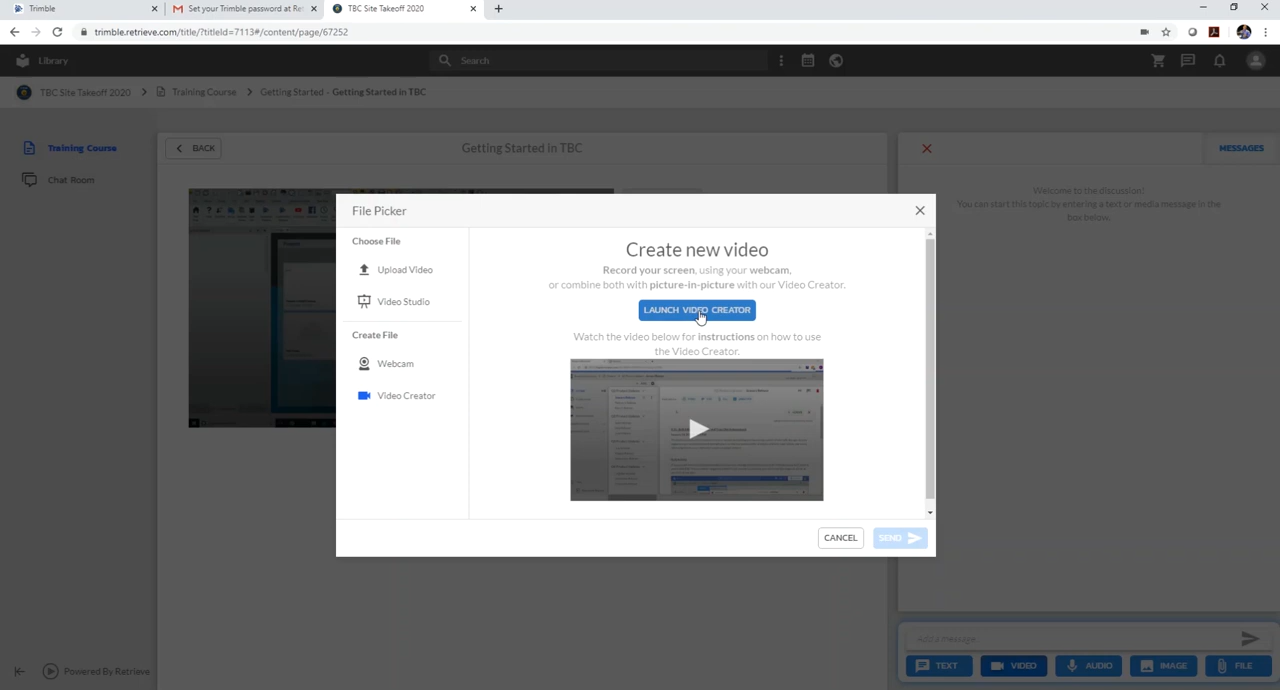 Trimble
Set your Trimble password at Ret
TBC Site Takeoff 2020
trimble.retrieve.com/title/?titleId=7113#/content/page/67252
Library
Search
TBC Site Takeoff 2020
Training Course
Getting Started - Getting Started in TBC
Training Course
Chat Room
BACK
Getting Started in TBC
MESSAGES
Welcome to the discussion!
You can start this topic by entering a text or media message in the
box below.
File Picker
Choose File
Upload Video
Video Studio
Create File
Webcam
Video Creator
Create new video
Record your screen, using your webcam,
or combine both with picture-in-picture with our Video Creator.
LAUNCH VIDEO CREATOR
Watch the video below for instructions on how to use
the Video Creator.
CANCEL
SEND
Add a message...
TEXT
VIDEO
AUDIO
IMAGE
FILE
Powered By Retrieve